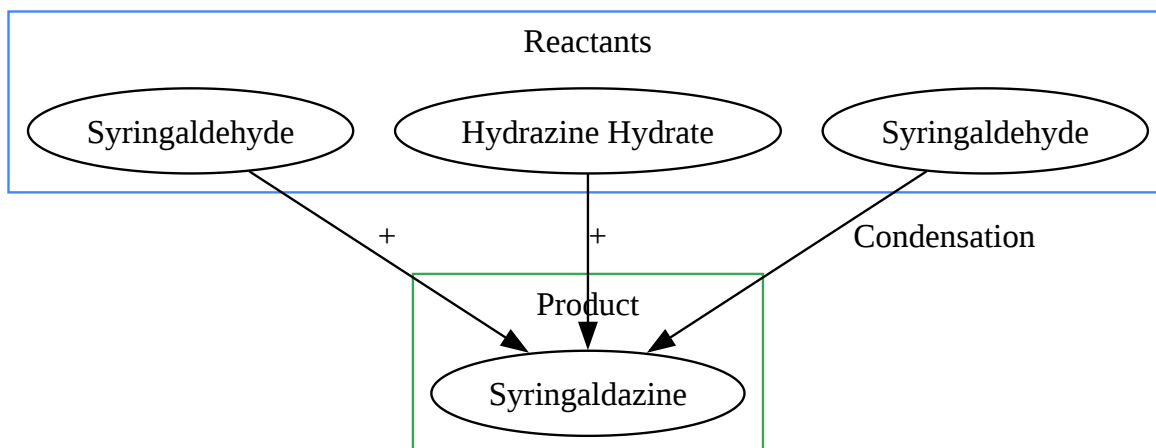 Reactants
Syringaldehyde
Hydrazine Hydrate
Syringaldehyde
+
+
Condensation
Product
Syringaldazine